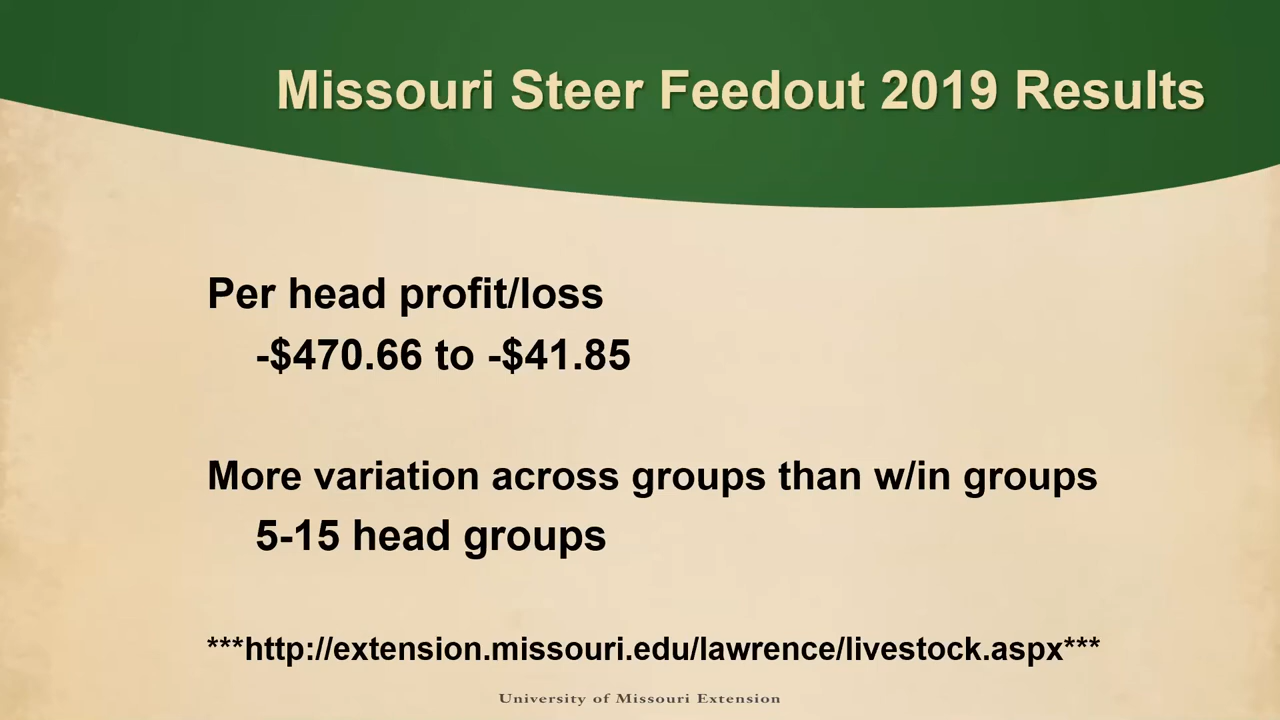 Missouri Steer Feedout 2019 Results
Per head profit/loss
-$470.66 to -$41.85
More variation across groups than w/in groups
5-15 head groups
***http://extension.missouri.edu/lawrence/livestock.aspx***
University of Missouri Extension